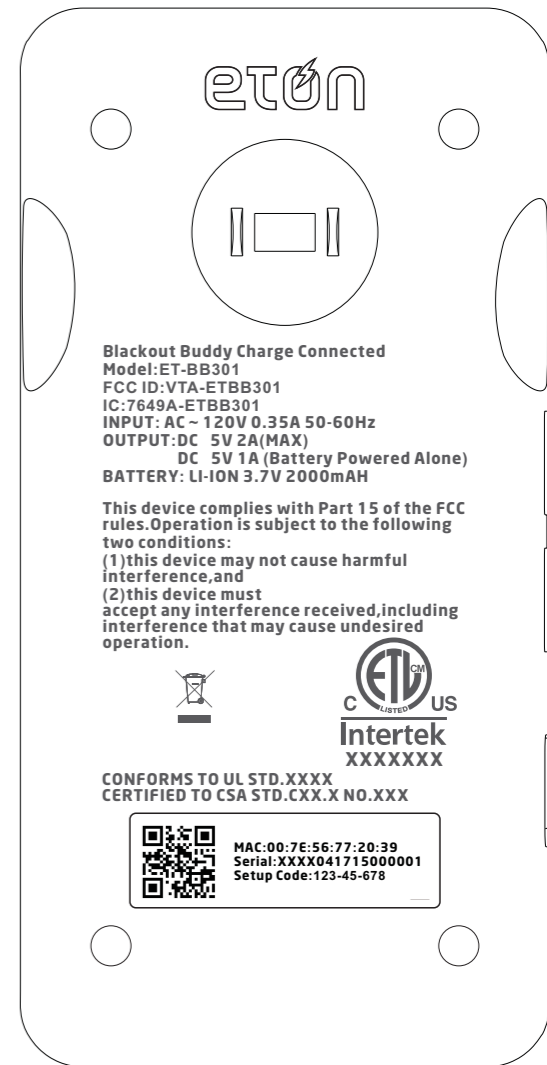 etón
Blackout Buddy Charge Connected
Model:ET-BB301
FCC ID:VTA-ETBB301
IC:7649A-ETBB301
INPUT: AC ~ 120V 0.35A 50-60Hz
OUTPUT:DC 5V 2A(MAX)
DC 5V 1A (Battery Powered Alone)
BATTERY: LI-ION 3.7V 2000mAH
This device complies with Part 15 of the FCC
rules.Operation is subject to the following
two conditions:
(1)this device may not cause harmful
interference,and
(2)this device must
accept any interference received,including
interference that may cause undesired
operation.
ETL CM
C LISTED US
Intertek
XXXXXXX
CONFORMS TO UL STD.XXXX
CERTIFIED TO CSA STD.CXX.X NO.XXX
MAC:00:7E:56:77:20:39
Serial:XXXX041715000001
Setup Code:123-45-678